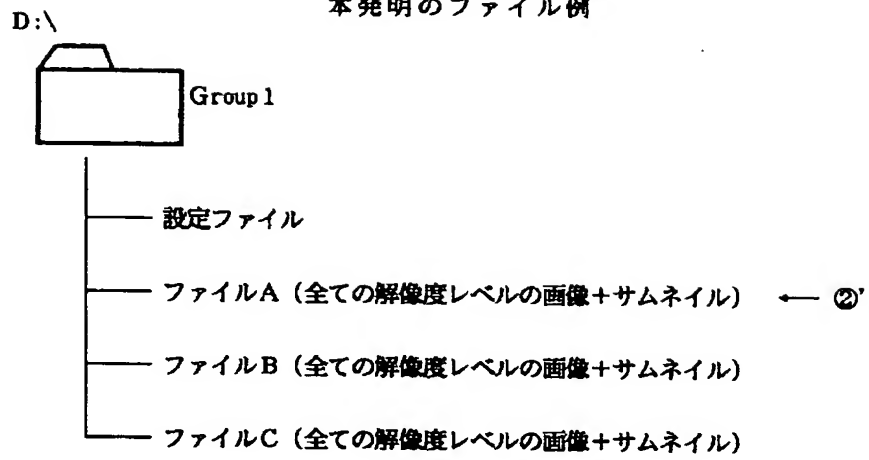 本発明のファイル例
D:\
Group1
設定ファイル
ファイルA（全ての解像度レベルの画像+サムネイル） ← ②'
ファイルB（全ての解像度レベルの画像+サムネイル）
ファイルC（全ての解像度レベルの画像+サムネイル）